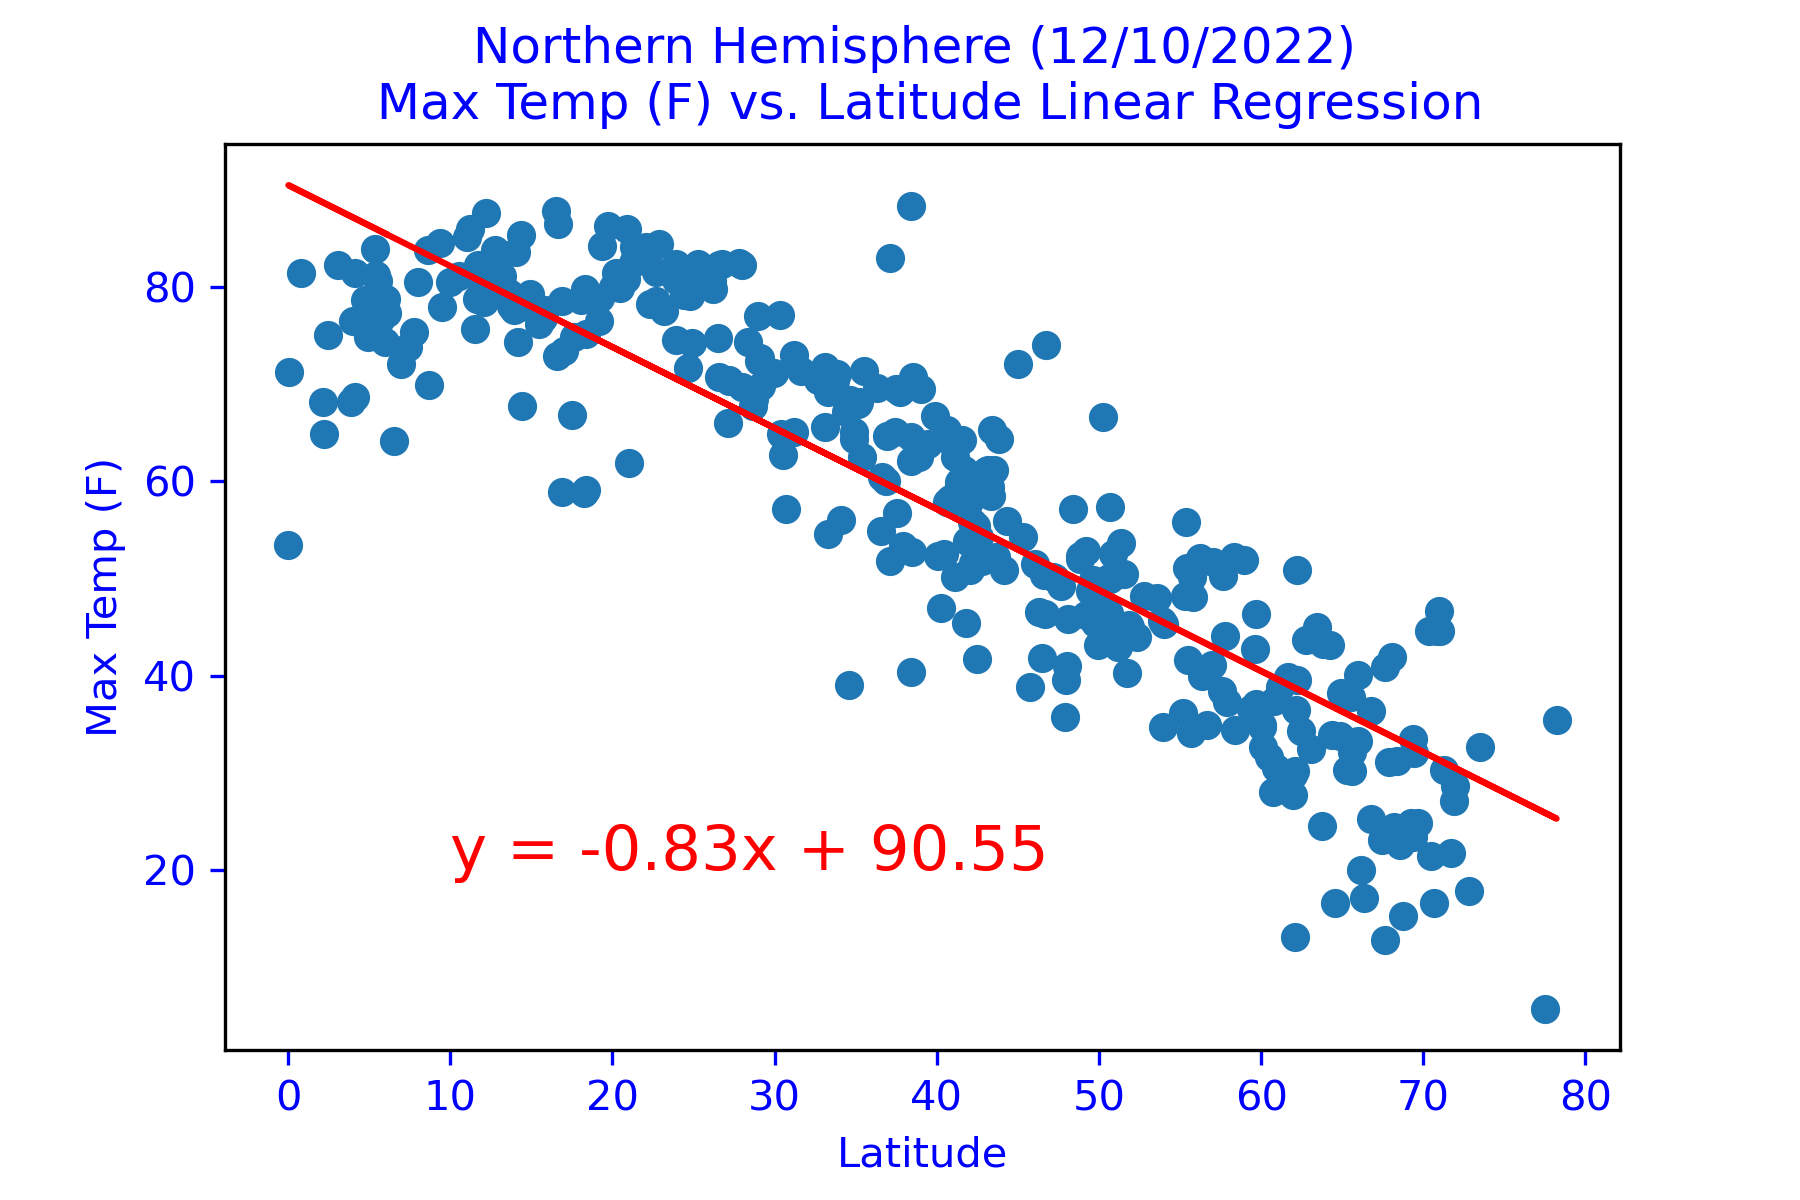 Northern Hemisphere (12/10/2022)
Max Temp (F) vs. Latitude Linear Regression
Max Temp (F)
80
60
40
20
y = -0.83x + 90.55
0 10 20 30 40 50 60 70 80
Latitude